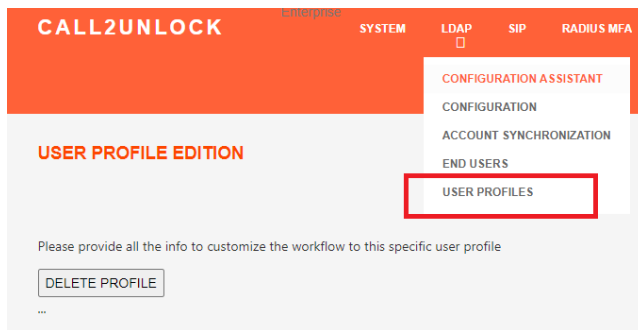 Enterprise
CALL2UNLOCK
SYSTEM LDAP SIP RADIUS MFA
CONFIGURATION ASSISTANT
CONFIGURATION
ACCOUNT SYNCHRONIZATION
END USERS
USER PROFILES
USER PROFILE EDITION
Please provide all the info to customize the workflow to this specific user profile
DELETE PROFILE
...